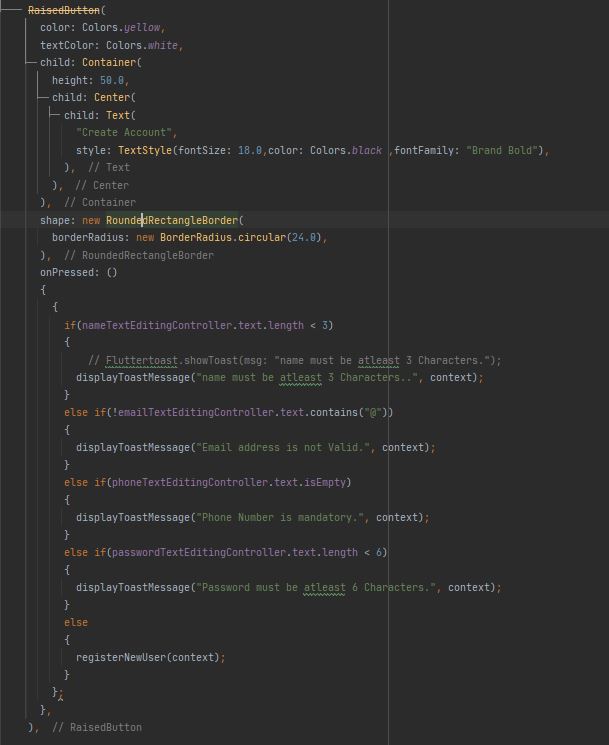 RaisedButton(
color: Colors.yellow,
textColor: Colors.white,
child: Container(
height: 50.0,
child: Center(
child: Text(
"Create Account",
style: TextStyle(fontSize: 18.0,color: Colors.black ,fontFamily: "Brand Bold"),
), // Text
), // Center
), // Container
shape: new RoundedRectangleBorder(
borderRadius: new BorderRadius.circular(24.0),
), // RoundedRectangleBorder
onPressed: ()
{
{
if(nameTextEditingController.text.length < 3)
{
// Fluttertoast.showToast(msg: "name must be atleast 3 Characters.");
displayToastMessage("name must be atleast 3 Characters..", context);
}
else if(!emailTextEditingController.text.contains("@"))
{
displayToastMessage("Email address is not Valid.", context);
}
else if(phoneTextEditingController.text.isEmpty)
{
displayToastMessage("Phone Number is mandatory.", context);
}
else if(passwordTextEditingController.text.length < 6)
{
displayToastMessage("Password must be atleast 6 Characters.", context);
}
else
{
registerNewUser(context);
}
};
},
), // RaisedButton